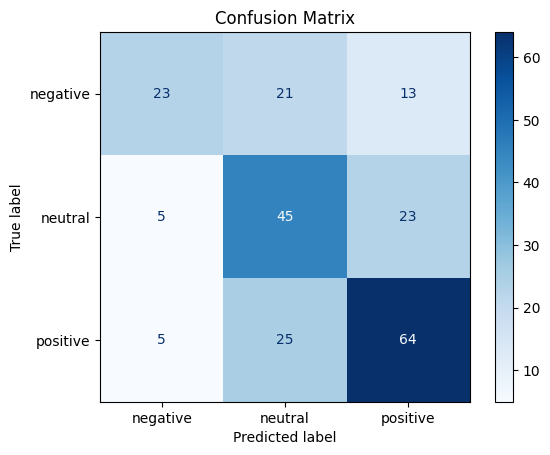 Confusion Matrix
negative 23 21 13
neutral 5 45 23
positive 5 25 64
negative neutral positive
Predicted label
True label
60
50
40
30
20
10